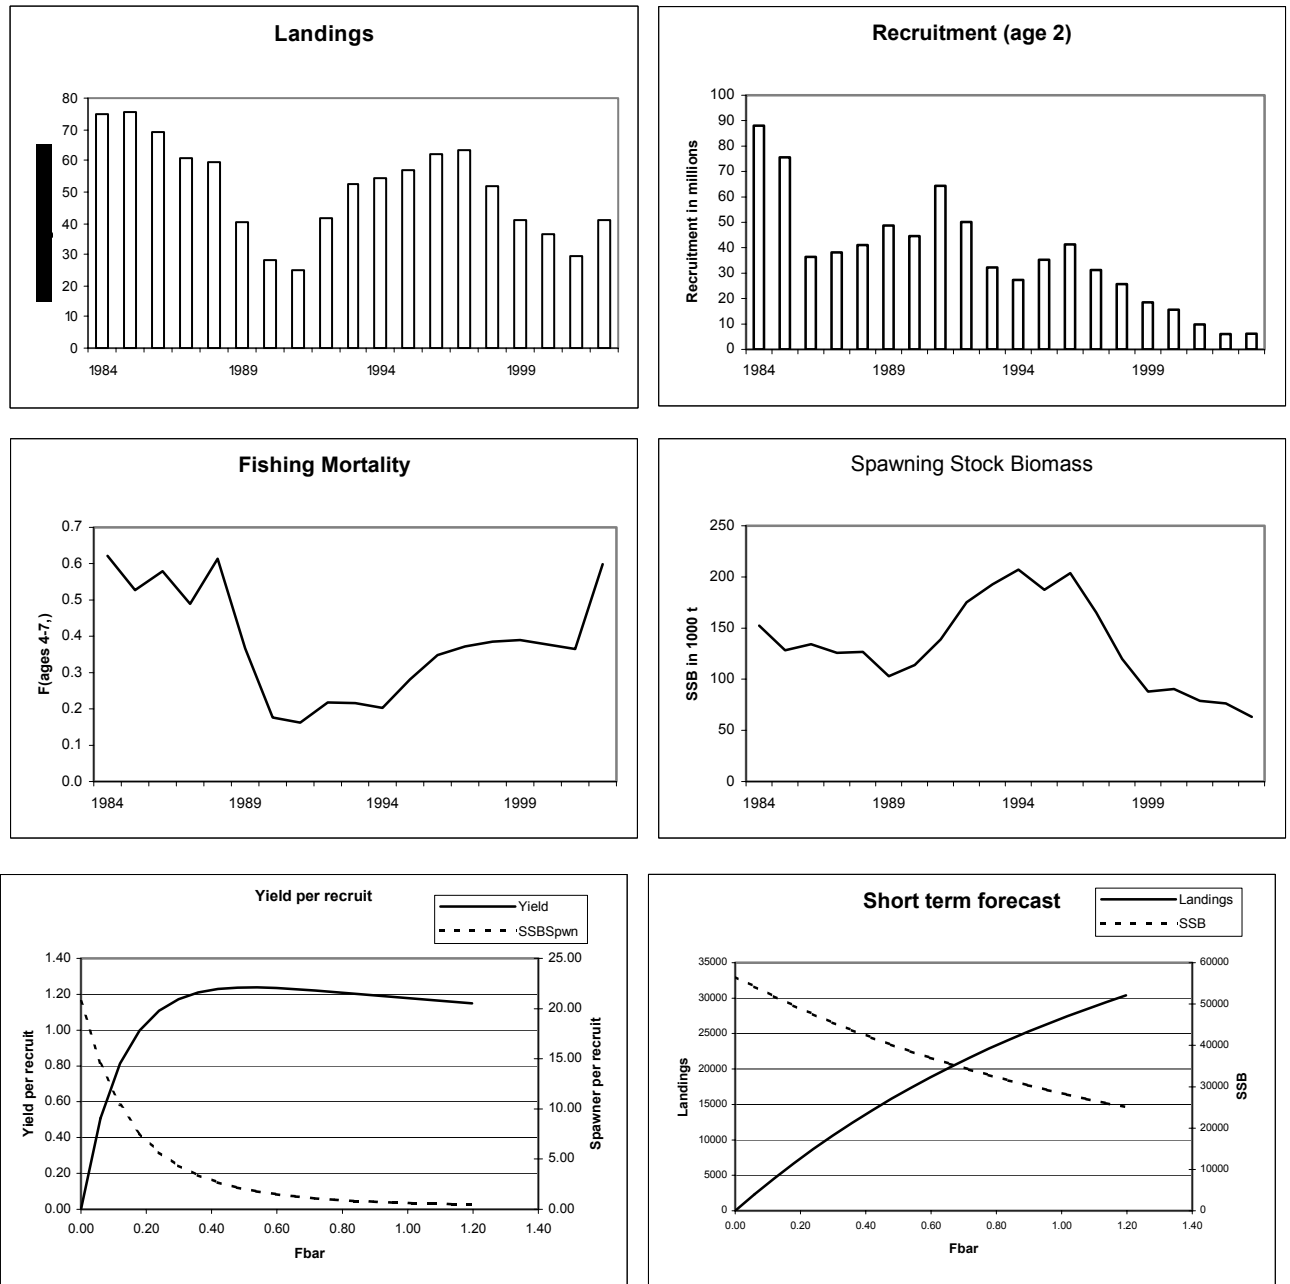 Landings
80
70
60
50
40
30
20
10
0
1984 1989 1994 1999
Recruitment (age 2)
Recruitment in millions
100
90
80
70
60
50
40
30
20
10
0
1984 1989 1994 1999
Fishing Mortality
F(ages 4-7,)
0.7
0.6
0.5
0.4
0.3
0.2
0.1
0.0
1984 1989 1994 1999
Spawning Stock Biomass
SSB in 1000 t
250
200
150
100
50
0
1984 1989 1994 1999
Yield per recruit
Yield
SSBSpwn
Yield per recruit
1.40
1.20
1.00
0.80
0.60
0.40
0.20
0.00
25.00
20.00
15.00
10.00
5.00
0.00
Spawner per recruit
0.00 0.20 0.40 0.60 0.80 1.00 1.20 1.40
Fbar
Short term forecast
Landings
SSB
Landings
35000
30000
25000
20000
15000
10000
5000
0
60000
50000
40000
30000
20000
10000
0
SSB
0.00 0.20 0.40 0.60 0.80 1.00 1.20 1.40
Fbar